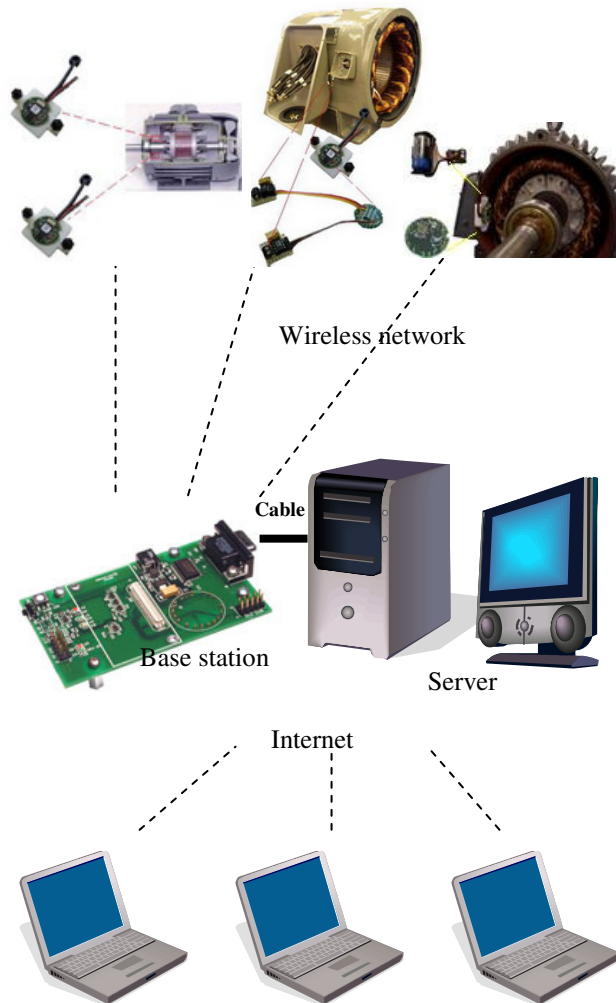 Wireless network
Cable
Base station
Server
Internet